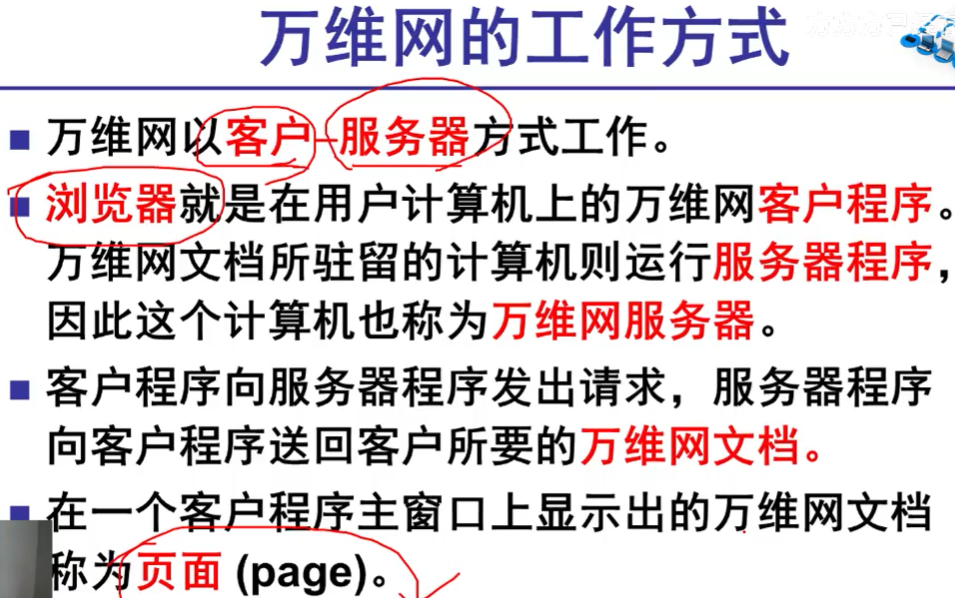 万维网的工作方式
万维网以客户–服务器方式工作。
浏览器就是在用户计算机上的万维网客户程序。
万维网文档所驻留的计算机则运行服务器程序，
因此这个计算机也称为万维网服务器。
客户程序向服务器程序发出请求，服务器程序
向客户程序送回客户所要的万维网文档。
在一个客户程序主窗口上显示出的万维网文档
称为页面 (page)。